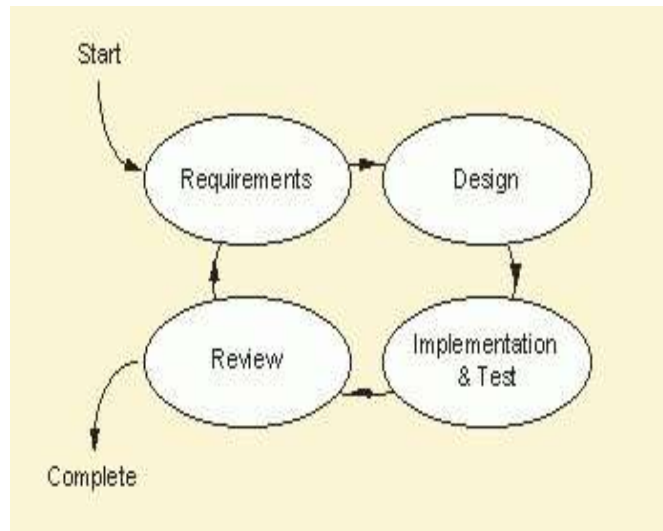 Start
Requirements
Design
Review
Implementation
& Test
Complete